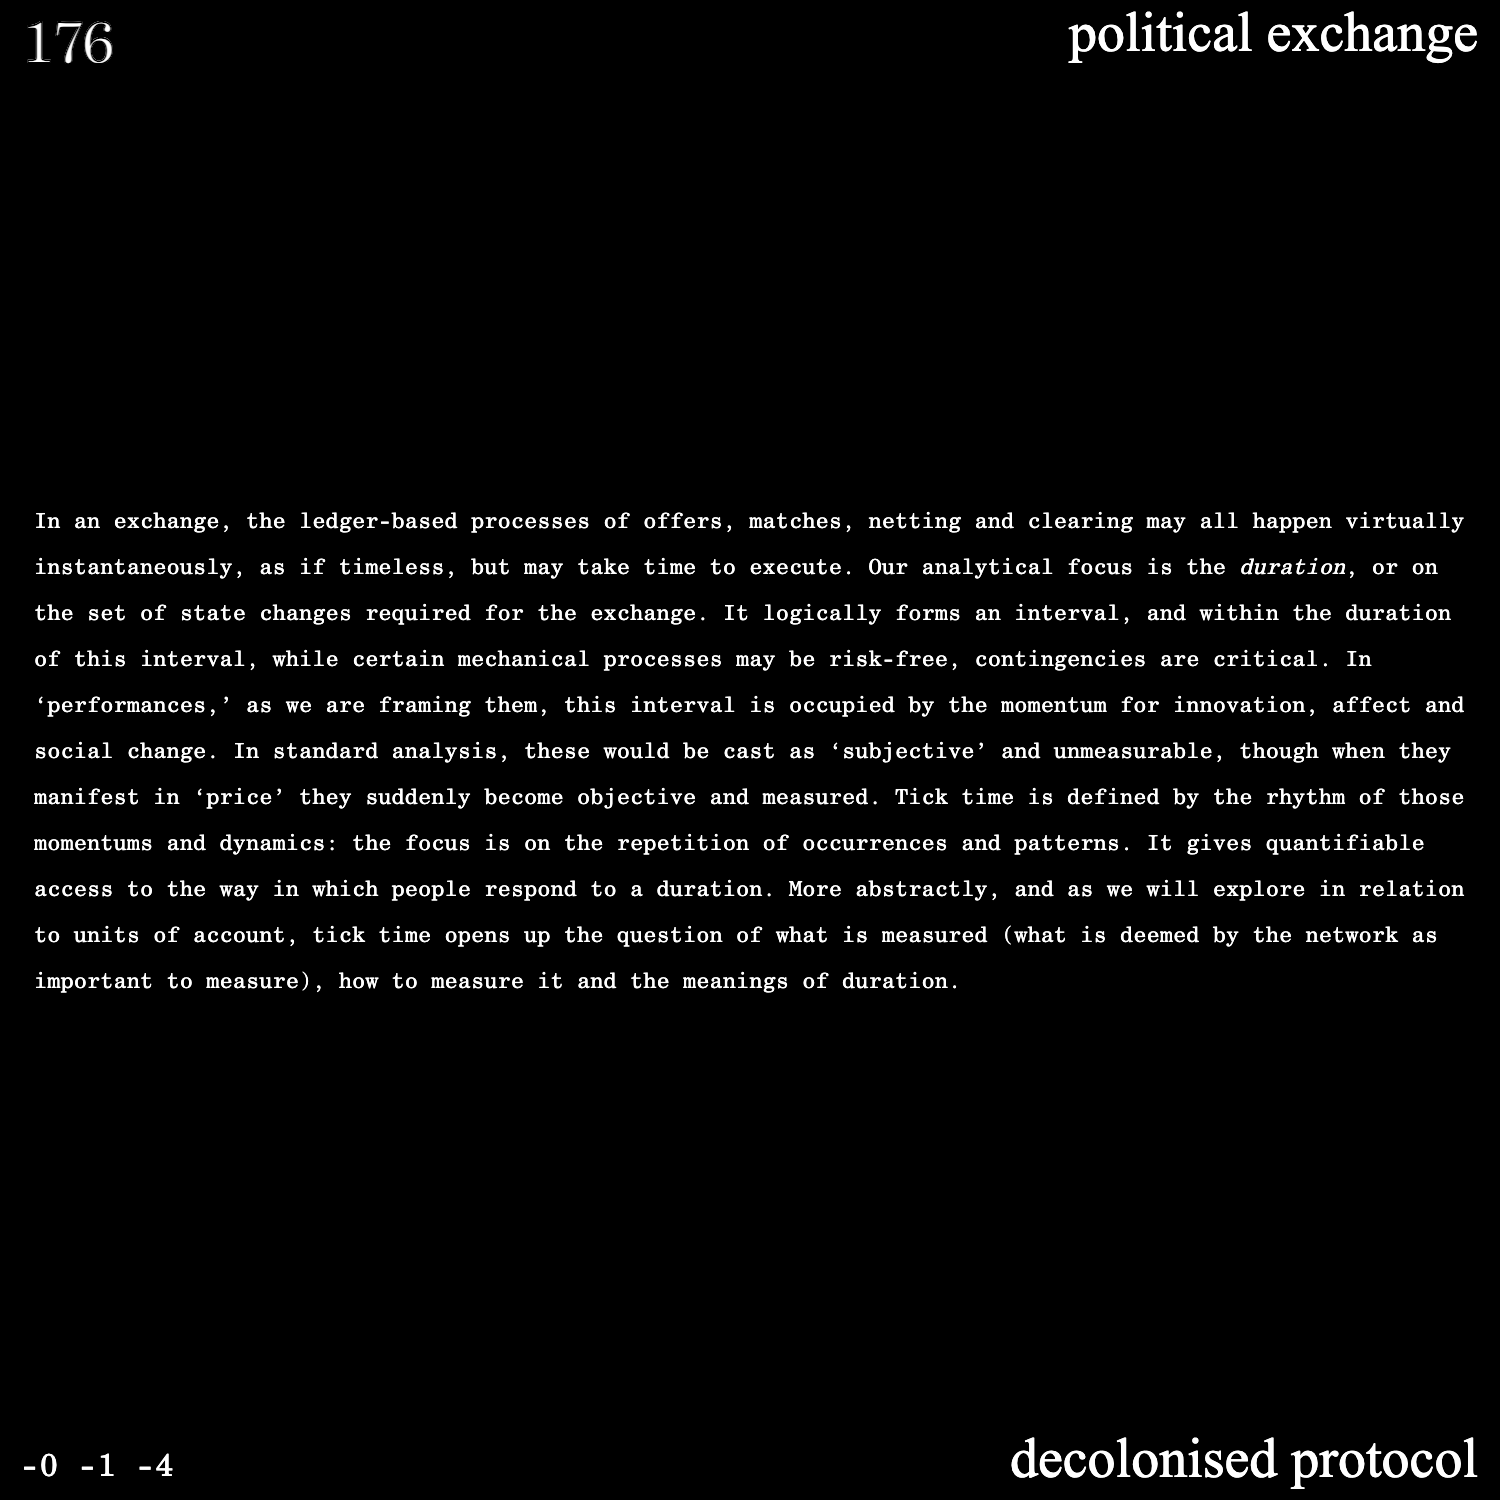 176
political exchange
In an exchange, the ledger-based processes of offers, matches, netting and clearing may all happen virtually
instantaneously, as if timeless, but may take time to execute. Our analytical focus is the duration, or on
the set of state changes required for the exchange. It logically forms an interval, and within the duration
of this interval, while certain mechanical processes may be risk-free, contingencies are critical. In
‘performances,’ as we are framing them, this interval is occupied by the momentum for innovation, affect and
social change. In standard analysis, these would be cast as ‘subjective’ and unmeasurable, though when they
manifest in ‘price’ they suddenly become objective and measured. Tick time is defined by the rhythm of those
momentums and dynamics: the focus is on the repetition of occurrences and patterns. It gives quantifiable
access to the way in which people respond to a duration. More abstractly, and as we will explore in relation
to units of account, tick time opens up the question of what is measured (what is deemed by the network as
important to measure), how to measure it and the meanings of duration.
-0 -1 -4
decolonised protocol